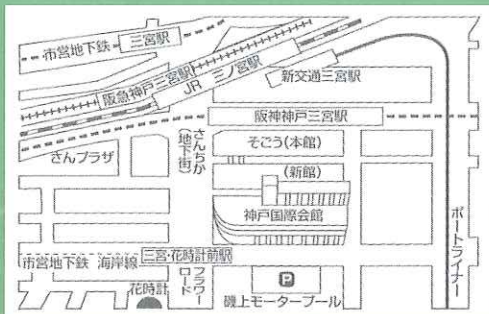 市営地下鉄
三宮駅
阪急神戸三宮駅
JR 三ノ宮駅
新交通三宮駅
阪神神戸三宮駅
さんプラザ
さんちか
(地下街)
そごう(本館)
(新館)
神戸国際会館
ポートライナー
市営地下鉄 海岸線
三宮・花時計前駅
花時計
フラワー
ロード
P
磯上モータープール